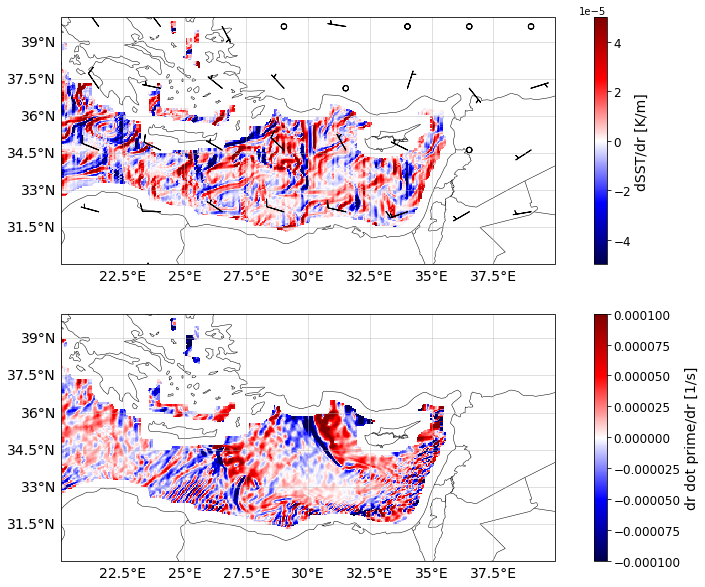 1e−5
39°N
37.5°N
36°N
34.5°N
33°N
31.5°N
22.5°E 25°E 27.5°E 30°E 32.5°E 35°E 37.5°E
4
2
0
−2
−4
dSST/dr [K/m]
39°N
37.5°N
36°N
34.5°N
33°N
31.5°N
22.5°E 25°E 27.5°E 30°E 32.5°E 35°E 37.5°E
0.000100
0.000075
0.000050
0.000025
0.000000
−0.000025
−0.000050
−0.000075
−0.000100
dr dot prime/dr [1/s]